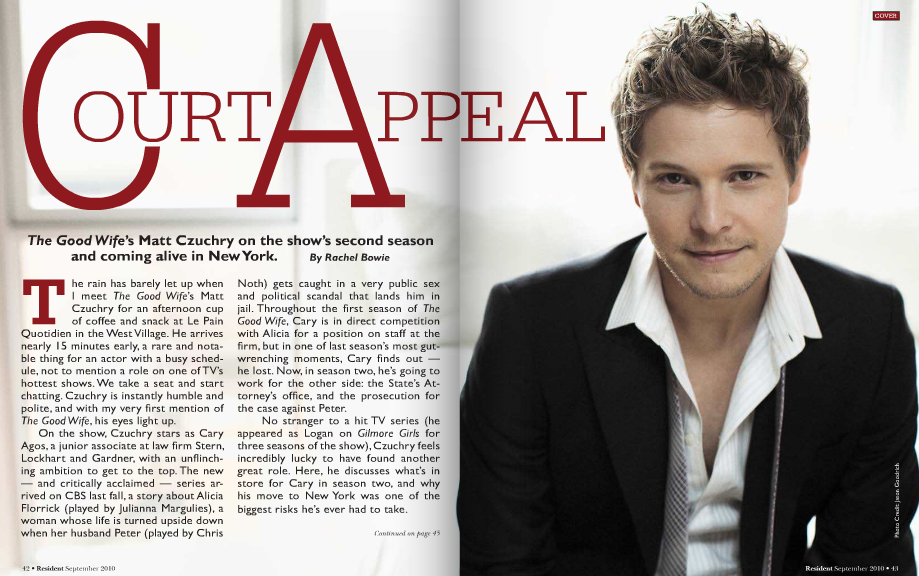 COURT APPEAL
COVER
The Good Wife's Matt Czuchry on the show's second season
and coming alive in New York. By Rachel Bowie
The rain has barely let up when
I meet The Good Wife's Matt
Czuchry for an afternoon cup
of coffee and snack at Le Pain
Quotidien in the West Village. He arrives
nearly 15 minutes early, a rare and nota-
ble thing for an actor with a busy sched-
ule, not to mention a role on one of TV's
hottest shows. We take a seat and start
chatting. Czuchry is instantly humble and
polite, and with my very first mention of
The Good Wife, his eyes light up.
On the show, Czuchry stars as Cary
Agos, a junior associate at law firm Stern,
Lockhart and Gardner, with an unflinch-
ing ambition to get to the top. The new
— and critically acclaimed — series ar-
rived on CBS last fall, a story about Alicia
Florrick (played by Julianna Margulies), a
woman whose life is turned upside down
when her husband Peter (played by Chris
Noth) gets caught in a very public sex
and political scandal that lands him in
jail. Throughout the first season of The
Good Wife, Cary is in direct competition
with Alicia for a position on staff at the
firm, but in one of last season's most gut-
wrenching moments, Cary finds out —
he lost. Now, in season two, he's going to
work for the other side: the State's At-
torney's office, and the prosecution for
the case against Peter.
No stranger to a hit TV series (he
appeared as Logan on Gilmore Girls for
three seasons of the show), Czuchry feels
incredibly lucky to have found another
great role. Here, he discusses what's in
store for Cary in season two, and why
his move to New York was one of the
biggest risks he's ever had to take.
Continued on page 45
Photo Credit: Jason Goodrich
42 • Resident September 2010
Resident September 2010 • 43